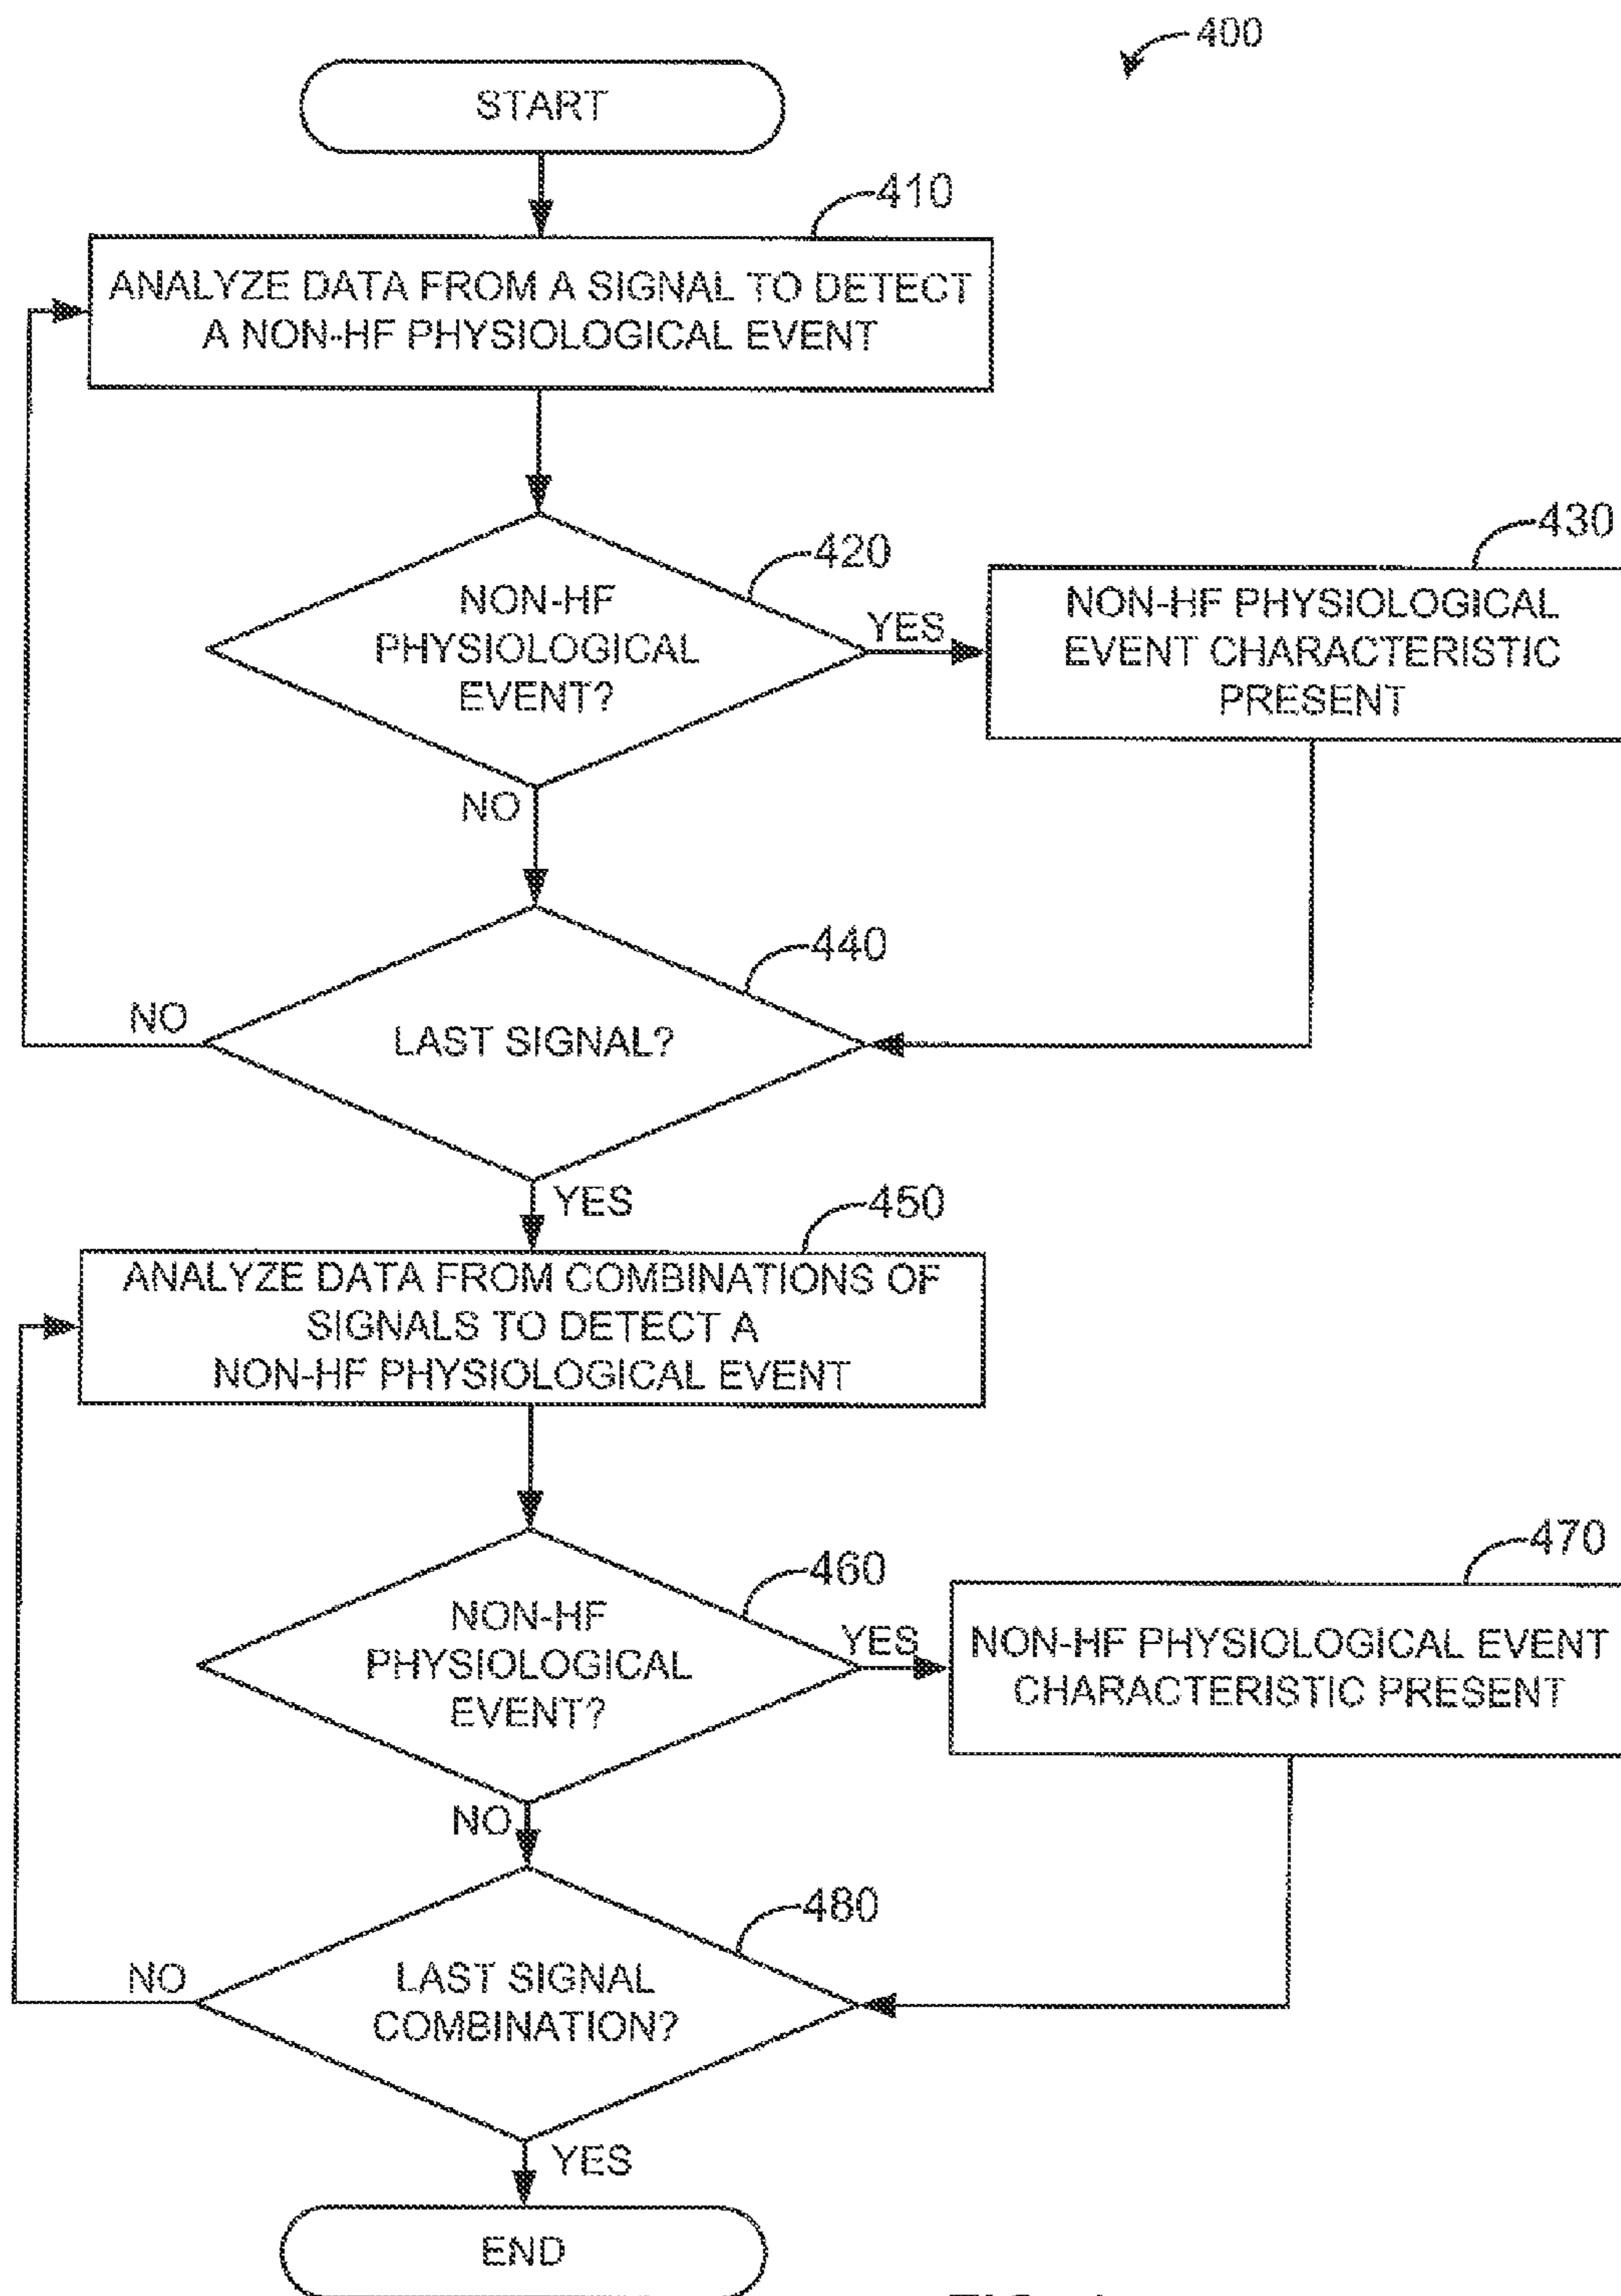 400
START
410
ANALYZE DATA FROM A SIGNAL TO DETECT
A NON-HF PHYSIOLOGICAL EVENT
420
NON-HF
PHYSIOLOGICAL
EVENT?
YES
430
NON-HF PHYSIOLOGICAL
EVENT CHARACTERISTIC
PRESENT
NO
440
LAST SIGNAL?
NO
YES
450
ANALYZE DATA FROM COMBINATIONS OF
SIGNALS TO DETECT A
NON-HF PHYSIOLOGICAL EVENT
460
NON-HF
PHYSIOLOGICAL
EVENT?
YES
470
NON-HF PHYSIOLOGICAL EVENT
CHARACTERISTIC PRESENT
NO
480
LAST SIGNAL
COMBINATION?
NO
YES
END